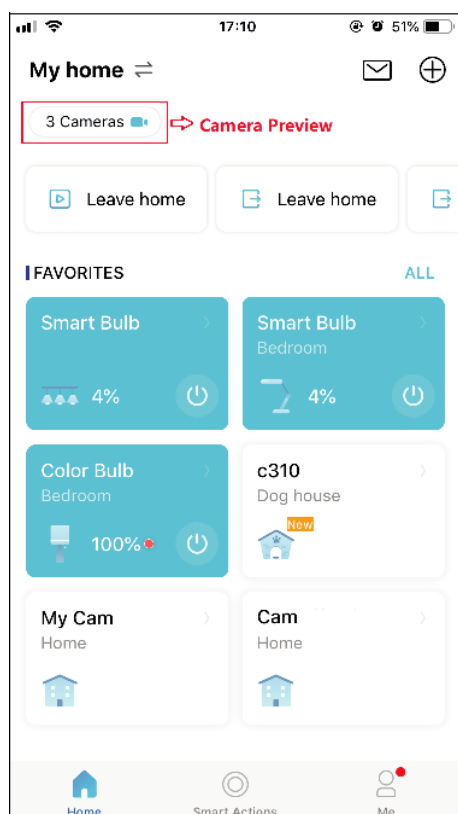 17:10 51%
My home
3 Cameras Camera Preview
Leave home Leave home
FAVORITES ALL
Smart Bulb Smart Bulb
Bedroom
4% 4%
Color Bulb c310
Bedroom Dog house
New
100%
My Cam Cam
Home Home
Home Smart Actions Me